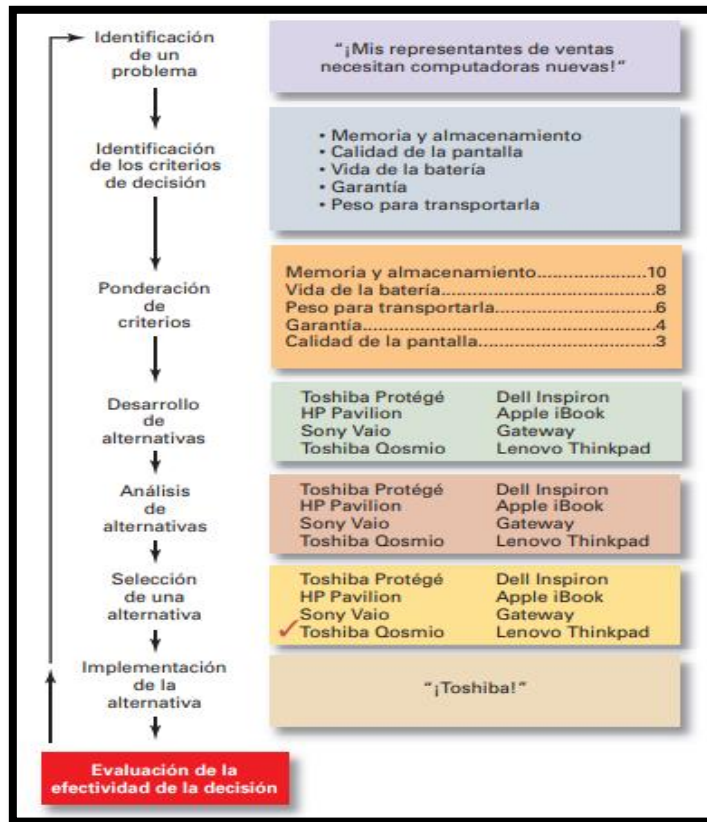 Identificación
de un
problema
"¡Mis representantes de ventas
necesitan computadoras nuevas!"
Identificación
de los criterios
de decisión
• Memoria y almacenamiento
• Calidad de la pantalla
• Vida de la batería
• Garantía
• Peso para transportarla
Ponderación
de
criterios
Memoria y almacenamiento......................10
Vida de la batería..........................................8
Peso para transportarla................................6
Garantía.........................................................4
Calidad de la pantalla...................................3
Desarrollo
de
alternativas
Toshiba Protégé Dell Inspiron
HP Pavilion Apple iBook
Sony Vaio Gateway
Toshiba Qosmio Lenovo Thinkpad
Análisis
de
alternativas
Toshiba Protégé Dell Inspiron
HP Pavilion Apple iBook
Sony Vaio Gateway
Toshiba Qosmio Lenovo Thinkpad
Selección
de una
alternativa
Toshiba Protégé Dell Inspiron
HP Pavilion Apple iBook
Sony Vaio Gateway
✓ Toshiba Qosmio Lenovo Thinkpad
Implementación
de la
alternativa
"¡Toshiba!"
Evaluación de la
efectividad de la decisión